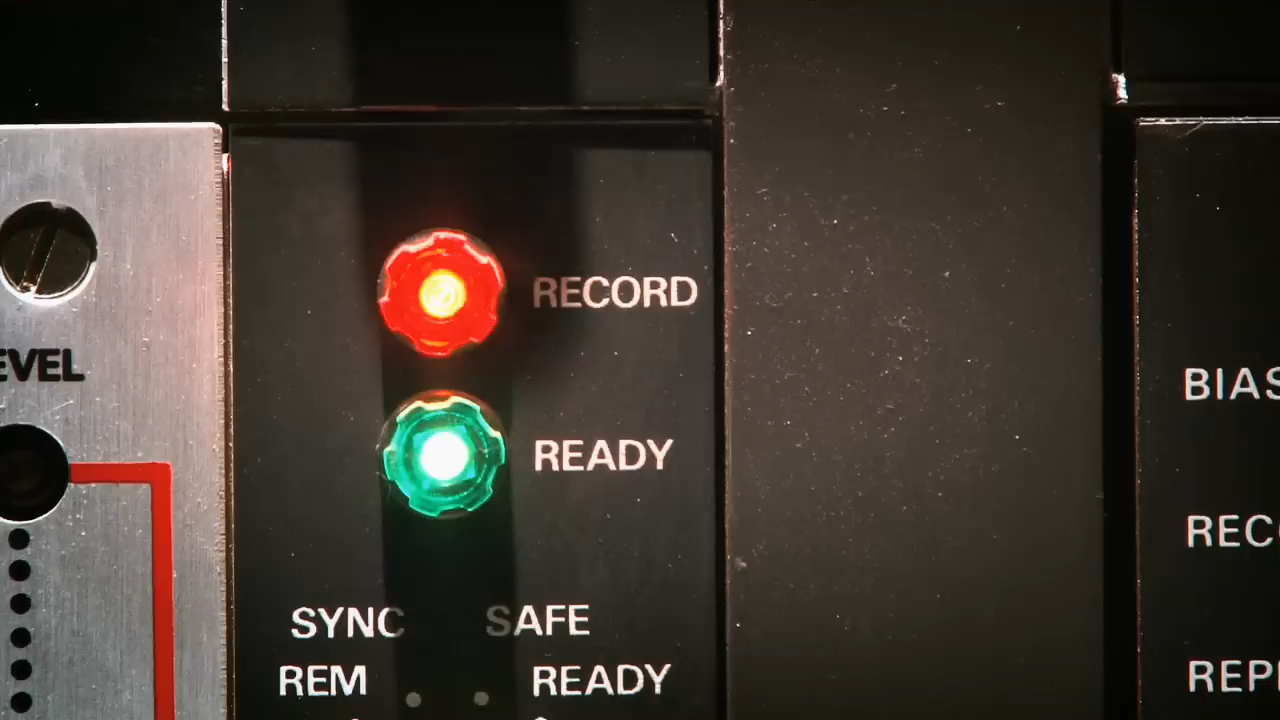 RECORD
EVEL
BIAS
READY
RECO
SYNC SAFE
REM READY
REPR